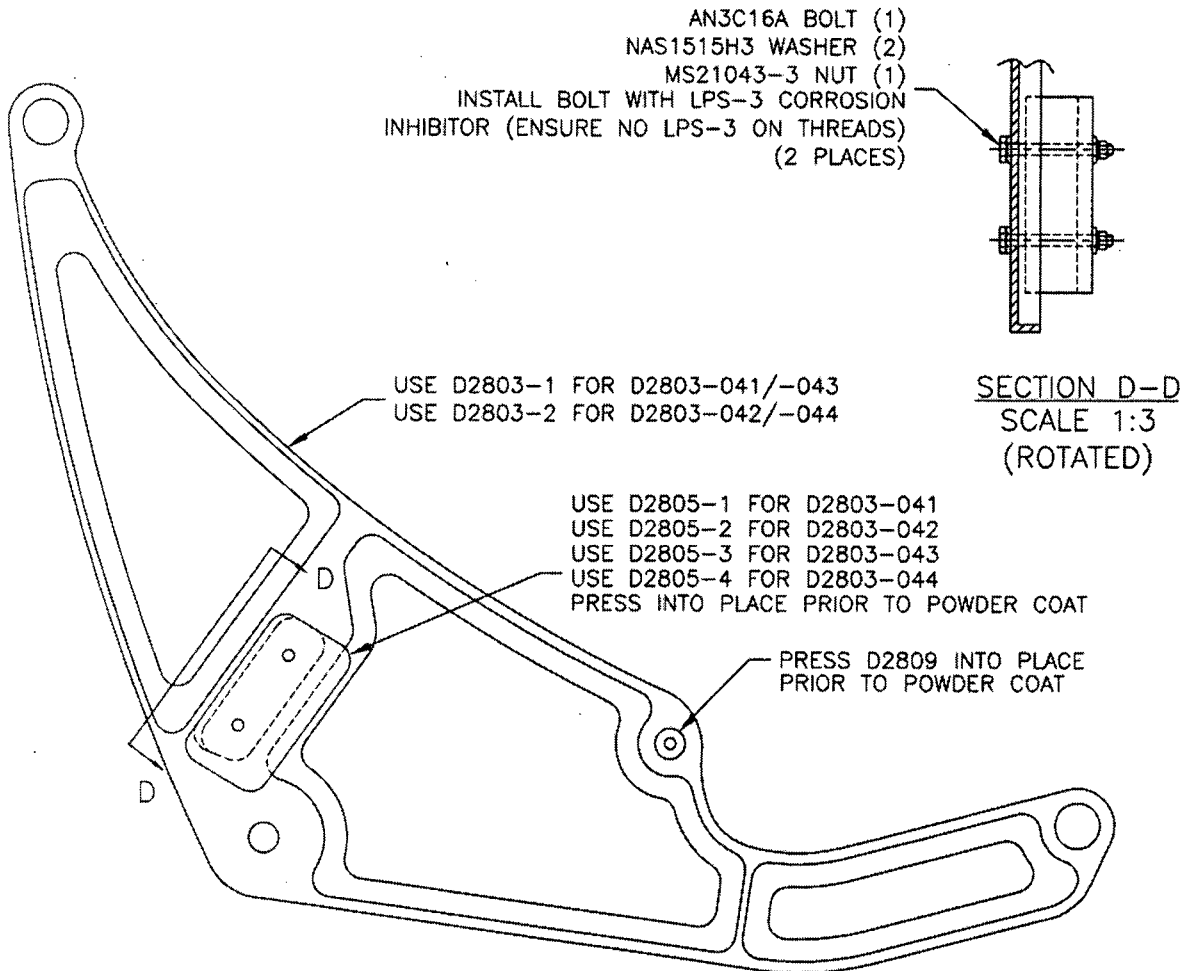 AN3C16A BOLT (1)
NAS1515H3 WASHER (2)
MS21043-3 NUT (1)
INSTALL BOLT WITH LPS-3 CORROSION
INHIBITOR (ENSURE NO LPS-3 ON THREADS)
(2 PLACES)
SECTION D-D
SCALE 1:3
(ROTATED)
USE D2803-1 FOR D2803-041/-043
USE D2803-2 FOR D2803-042/-044
USE D2805-1 FOR D2803-041
USE D2805-2 FOR D2803-042
USE D2805-3 FOR D2803-043
USE D2805-4 FOR D2803-044
PRESS INTO PLACE PRIOR TO POWDER COAT
D
PRESS D2809 INTO PLACE
PRIOR TO POWDER COAT
D